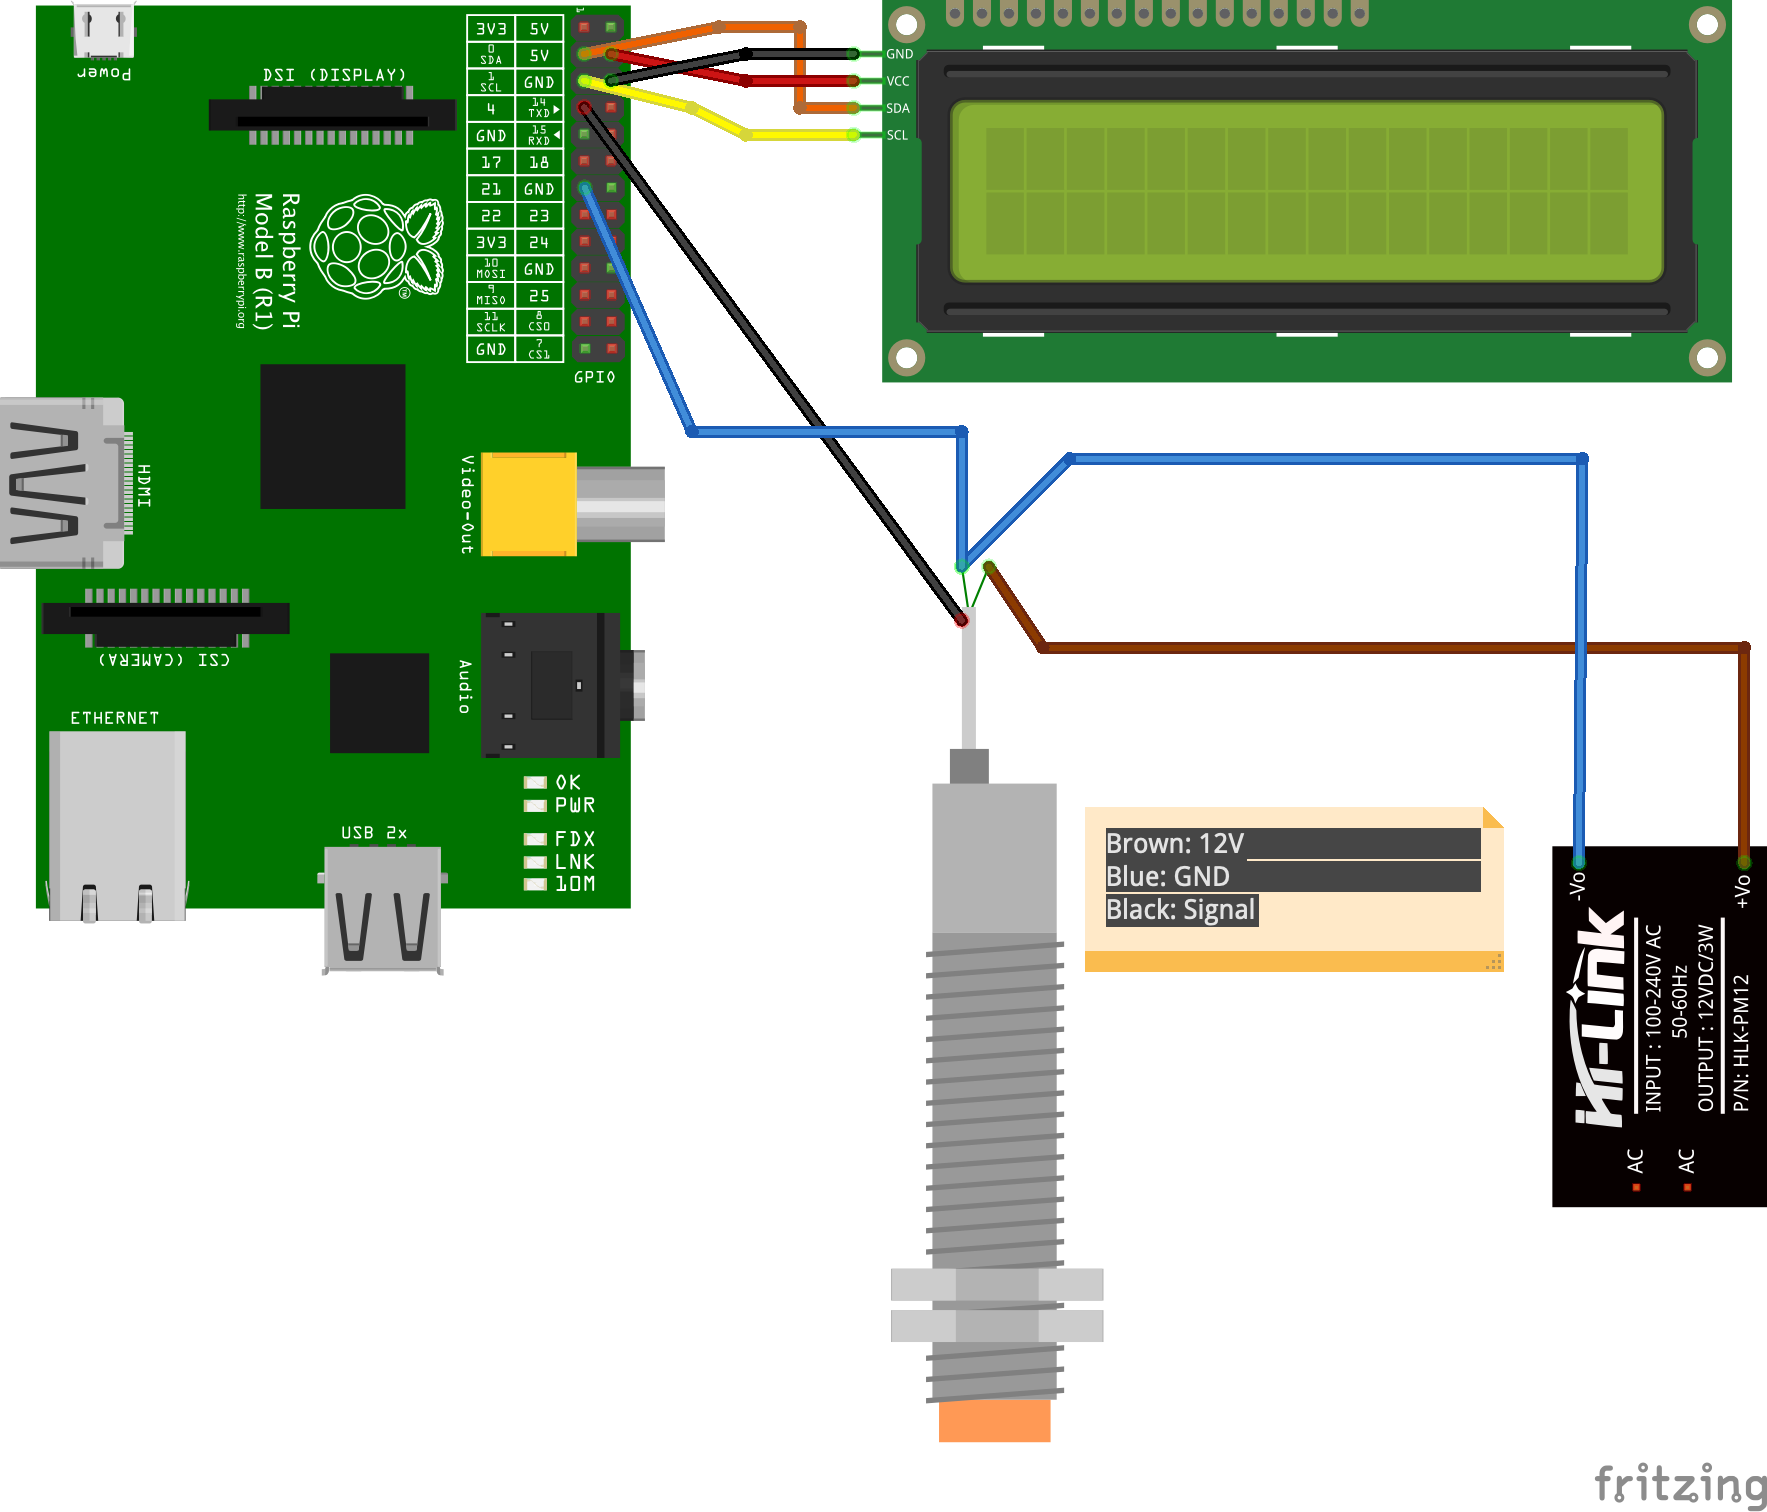 Power
DSI (DISPLAY)
Raspberry Pi
Model B (R1)
http://www.raspberrypi.org
1
3V3 5V
0 SDA 5V
1 SCL GND
4 14 TXD
GND 15 RXD
17 18
21 GND
22 23
3V3 24
10 MOSI GND
9 MISO 25
11 SCLK 8 CS0
GND 7 CS1
GPIO
HDMI
Video-Out
CSI (CAMERA)
Audio
ETHERNET
USB 2x
OK
PWR
FDX
LNK
10M
GND
VCC
SDA
SCL
Brown: 12V
Blue: GND
Black: Signal
-Vo
+Vo
Hi-Link
INPUT : 100-240V AC
50-60Hz
OUTPUT : 12VDC/3W
P/N: HLK-PM12
AC
AC
fritzing